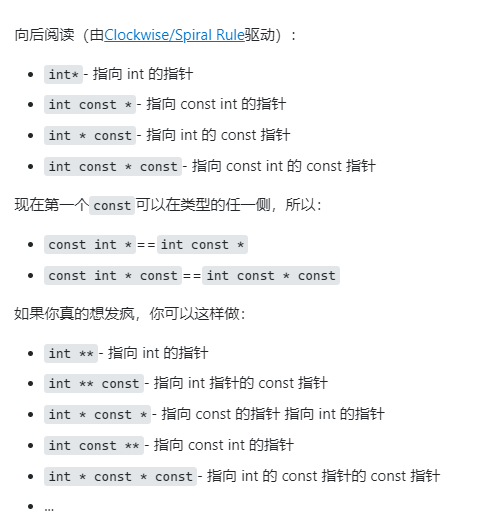 向后阅读（由Clockwise/Spiral Rule驱动）：
• int* - 指向 int 的指针
• int const * - 指向 const int 的指针
• int * const - 指向 int 的 const 指针
• int const * const - 指向 const int 的 const 指针
现在第一个 const 可以在类型的任一侧，所以：
• const int * == int const *
• const int * const == int const * const
如果你真的想发疯，你可以这样做：
• int ** - 指向 int 的指针
• int ** const - 指向 int 指针的 const 指针
• int * const * - 指向 const 的指针 指向 int 的指针
• int const ** - 指向 const int 的指针
• int * const * const - 指向 int 的 const 指针的 const 指针
• ...